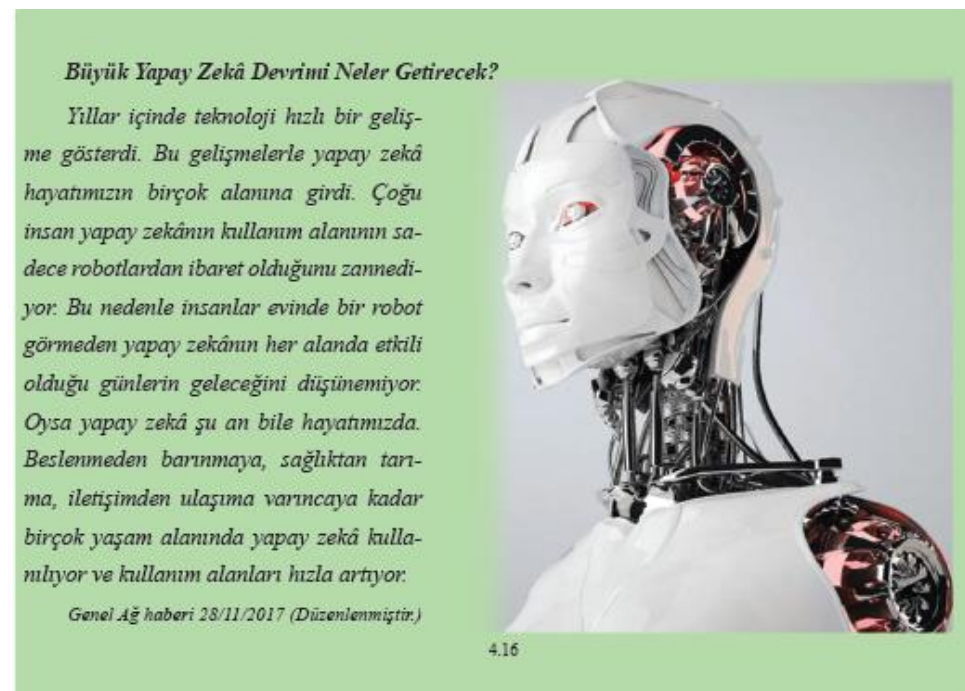 Büyük Yapay Zekâ Devrimi Neler Getirecek?
Yıllar içinde teknoloji hızlı bir geliş-
me gösterdi. Bu gelişmelerle yapay zekâ
hayatımızın birçok alanına girdi. Çoğu
insan yapay zekânın kullanım alanının sa-
dece robotlardan ibaret olduğunu zannedi-
yor. Bu nedenle insanlar evinde bir robot
görmeden yapay zekânın her alanda etkili
olduğu günlerin geleceğini düşünemiyor.
Oysa yapay zekâ şu an bile hayatımızda.
Beslenmeden barınmaya, sağlıktan tarı-
ma, iletişimden ulaşıma varıncaya kadar
birçok yaşam alanında yapay zekâ kulla-
nılıyor ve kullanım alanları hızla artıyor.
Genel Ağ haberi 28/11/2017 (Düzenlenmiştir.)
4.16